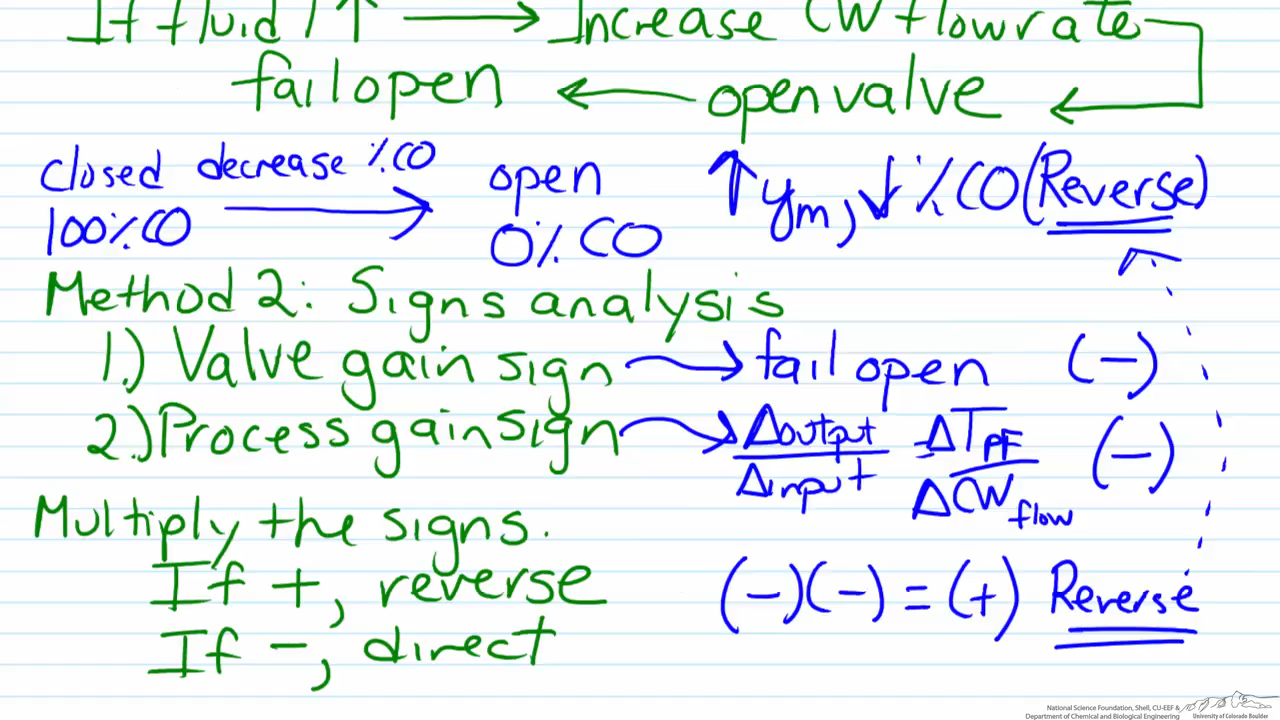 If fluid T↑ → Increase CW flow rate
fail open ← open valve
closed decrease %CO open ↑ ym, ↓ %CO (Reverse)
100%CO → 0%CO
Method 2: Signs analysis
1.) Valve gain sign → fail open (-)
2.) Process gain sign → Δoutput/Δinput ΔTPF/ΔCWflow (-)
Multiply the signs.
If +, reverse (-)(-) = (+) Reverse
If -, direct
National Science Foundation, Shell, CU-EEF &
Department of Chemical and Biological Engineering
University of Colorado Boulder